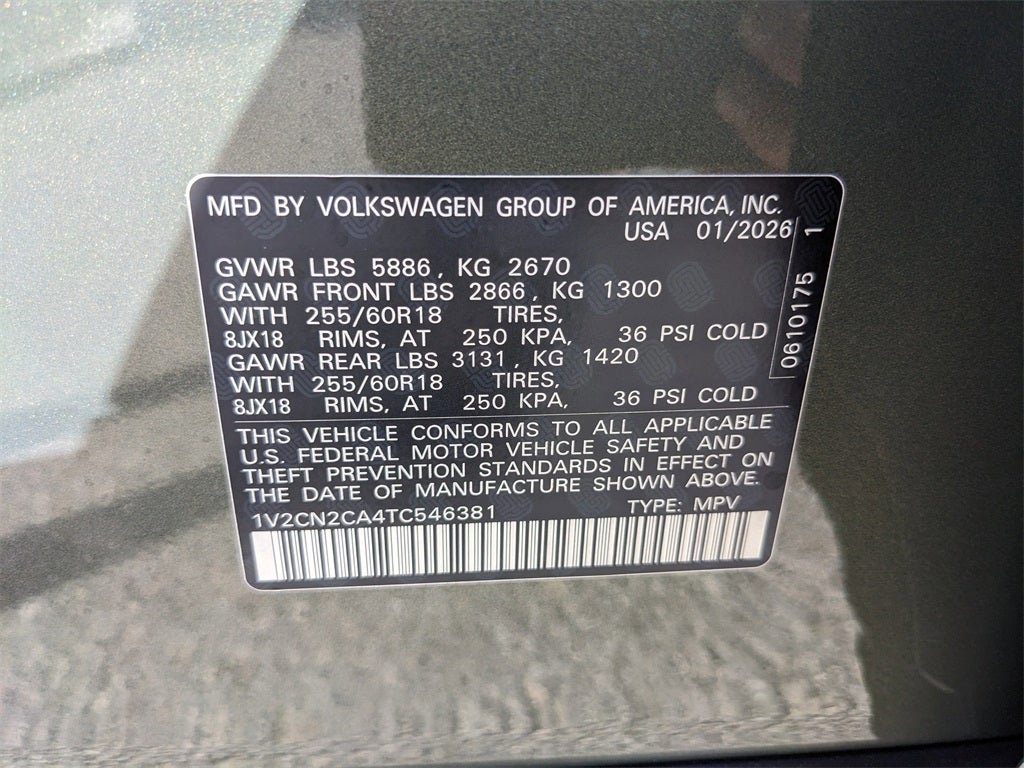 MFD BY VOLKSWAGEN GROUP OF AMERICA, INC.
USA 01/2026
GVWR LBS 5886, KG 2670
GAWR FRONT LBS 2866, KG 1300
WITH 255/60R18 TIRES,
8JX18 RIMS, AT 250 KPA, 36 PSI COLD
GAWR REAR LBS 3131, KG 1420
WITH 255/60R18 TIRES,
8JX18 RIMS, AT 250 KPA, 36 PSI COLD
0610175 1
THIS VEHICLE CONFORMS TO ALL APPLICABLE
U.S. FEDERAL MOTOR VEHICLE SAFETY AND
THEFT PREVENTION STANDARDS IN EFFECT ON
THE DATE OF MANUFACTURE SHOWN ABOVE.
1V2CN2CA4TC546381 TYPE: MPV